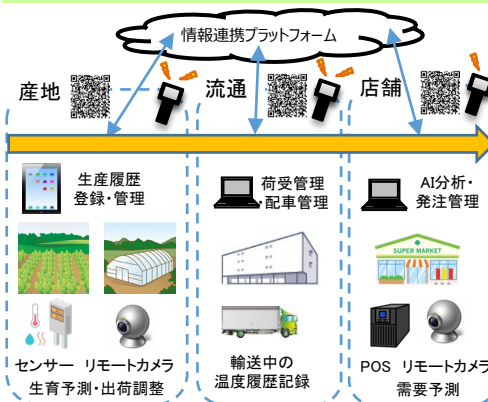 情報連携プラットフォーム
産地
流通
店舗
生産履歴
登録・管理
荷受管理
・配車管理
AI分析・
発注管理
SUPER MARKET
センサー リモートカメラ
生育予測・出荷調整
輸送中の
温度履歴記録
POS リモートカメラ
需要予測